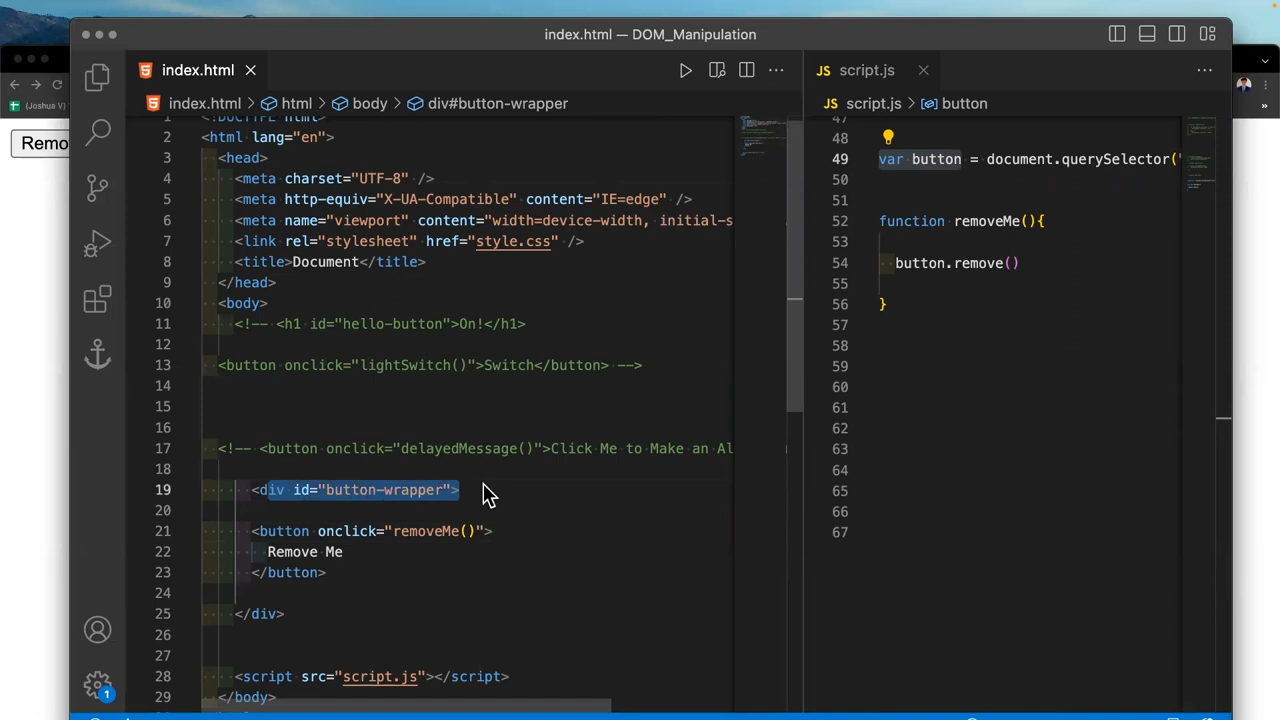 index.html — DOM_Manipulation
index.html
JS script.js
index.html › html › body › div#button-wrapper
JS script.js › button
(Joshua V)
Remo
1 <!DOCTYPE html>
2 <html lang="en">
3 <head>
4 <meta charset="UTF-8" />
5 <meta http-equiv="X-UA-Compatible" content="IE=edge" />
6 <meta name="viewport" content="width=device-width, initial-s
7 <link rel="stylesheet" href="style.css" />
8 <title>Document</title>
9 </head>
10 <body>
11 <!-- <h1 id="hello-button">On!</h1>
12
13 <button onclick="lightSwitch()">Switch</button> -->
14
15
16
17 <!-- <button onclick="delayedMessage()">Click Me to Make an Al
18
19 <div id="button-wrapper">
20
21 <button onclick="removeMe()">
22 Remove Me
23 </button>
24
25 </div>
26
27
28 <script src="script.js"></script>
29 </body>
47
48
49 var button = document.querySelector(
50
51
52 function removeMe(){
53
54 button.remove()
55
56 }
57
58
59
60
61
62
63
64
65
66
67
1